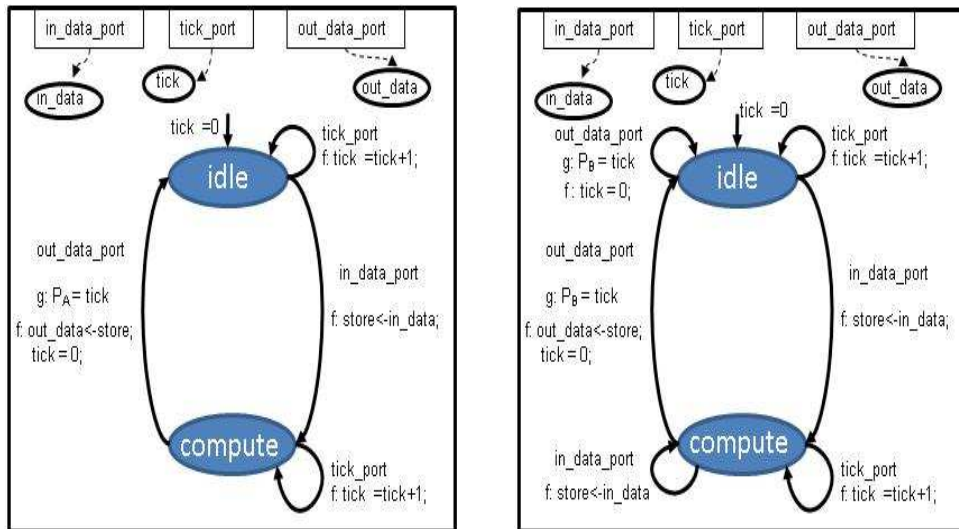 in_data_port
tick_port
out_data_port
in_data
tick
out_data
tick =0
tick_port
f: tick =tick+1;
idle
out_data_port
g: P_A = tick
f: out_data<-store;
tick = 0;
in_data_port
f: store<-in_data;
compute
tick_port
f: tick =tick+1;
in_data_port
tick_port
out_data_port
in_data
tick
out_data
tick =0
out_data_port
g: P_B = tick
f : tick = 0;
tick_port
f: tick =tick+1;
idle
out_data_port
g: P_B = tick
f: out_data<-store;
tick = 0;
in_data_port
f: store<-in_data;
compute
in_data_port
f: store<-in_data
tick_port
f: tick =tick+1;